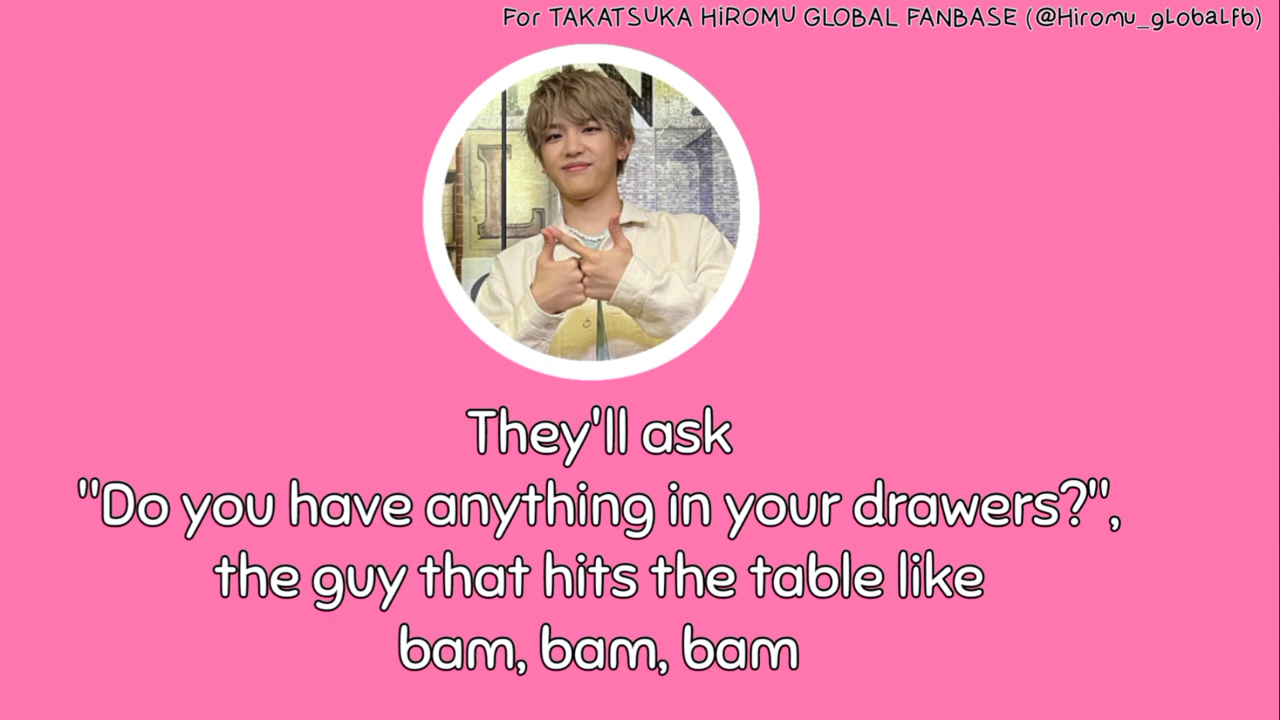 For TAKATSUKA HiROMU GLOBAL FANBASE (@Hiromu_globalfb)
They'll ask
"Do you have anything in your drawers?",
the guy that hits the table like
bam, bam, bam